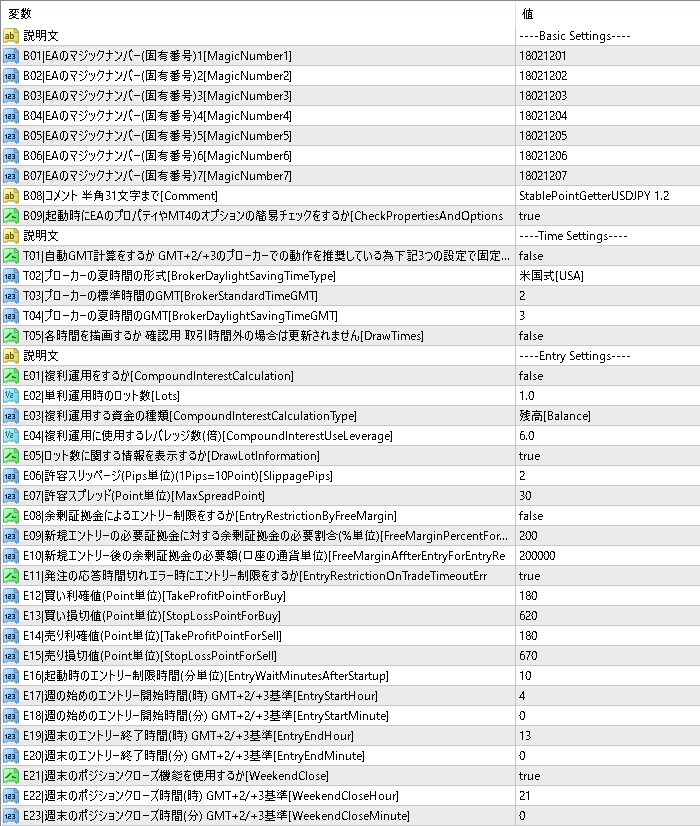 変数 値
説明文 ----Basic Settings----
B01|EAのマジックナンバー(固有番号)1[MagicNumber1] 18021201
B02|EAのマジックナンバー(固有番号)2[MagicNumber2] 18021202
B03|EAのマジックナンバー(固有番号)3[MagicNumber3] 18021203
B04|EAのマジックナンバー(固有番号)4[MagicNumber4] 18021204
B05|EAのマジックナンバー(固有番号)5[MagicNumber5] 18021205
B06|EAのマジックナンバー(固有番号)6[MagicNumber6] 18021206
B07|EAのマジックナンバー(固有番号)7[MagicNumber7] 18021207
B08|コメント 半角31文字まで[Comment] StablePointGetterUSDJPY 1.2
B09|起動時にEAのプロパティやMT4のオプションの簡易チェックをするか[CheckPropertiesAndOptions true
説明文 ----Time Settings----
T01|自動GMT計算をするか GMT+2/+3のブローカーでの動作を推奨している為下記3つの設定で固定... false
T02|ブローカーの夏時間の形式[BrokerDaylightSavingTimeType] 米国式[USA]
T03|ブローカーの標準時間のGMT[BrokerStandardTimeGMT] 2
T04|ブローカーの夏時間のGMT[BrokerDaylightSavingTimeGMT] 3
T05|各時間を描画するか 確認用 取引時間外の場合は更新されません[DrawTimes] false
説明文 ----Entry Settings----
E01|複利運用をするか[CompoundInterestCalculation] false
E02|単利運用時のロット数[Lots] 1.0
E03|複利運用する資金の種類[CompoundInterestCalculationType] 残高[Balance]
E04|複利運用に使用するレバレッジ数(倍)[CompoundInterestUseLeverage] 6.0
E05|ロット数に関する情報を表示するか[DrawLotInformation] true
E06|許容スリッページ(Pips単位)(1Pips=10Point)[SlippagePips] 2
E07|許容スプレッド(Point単位)[MaxSpreadPoint] 30
E08|余剰証拠金によるエントリー制限をするか[EntryRestrictionByFreeMargin] false
E09|新規エントリーの必要証拠金に対する余剰証拠金の必要割合(%単位)[FreeMarginPercentFor... 200
E10|新規エントリー後の余剰証拠金の必要額(口座の通貨単位)[FreeMarginAffterEntryForEntryRe 200000
E11|発注の応答時間切れエラー時にエントリー制限をするか[EntryRestrictionOnTradeTimeoutErr true
E12|買い利確値(Point単位)[TakeProfitPointForBuy] 180
E13|買い損切値(Point単位)[StopLossPointForBuy] 620
E14|売り利確値(Point単位)[TakeProfitPointForSell] 180
E15|売り損切値(Point単位)[StopLossPointForSell] 670
E16|起動時のエントリー制限時間(分単位)[EntryWaitMinutesAfterStartup] 10
E17|週の始めのエントリー開始時間(時) GMT+2/+3基準[EntryStartHour] 4
E18|週の始めのエントリー開始時間(分) GMT+2/+3基準[EntryStartMinute] 0
E19|週末のエントリー終了時間(時) GMT+2/+3基準[EntryEndHour] 13
E20|週末のエントリー終了時間(分) GMT+2/+3基準[EntryEndMinute] 0
E21|週末のポジションクローズ機能を使用するか[WeekendClose] true
E22|週末のポジションクローズ時間(時) GMT+2/+3基準[WeekendCloseHour] 21
E23|週末のポジションクローズ時間(分) GMT+2/+3基準[WeekendCloseMinute] 0